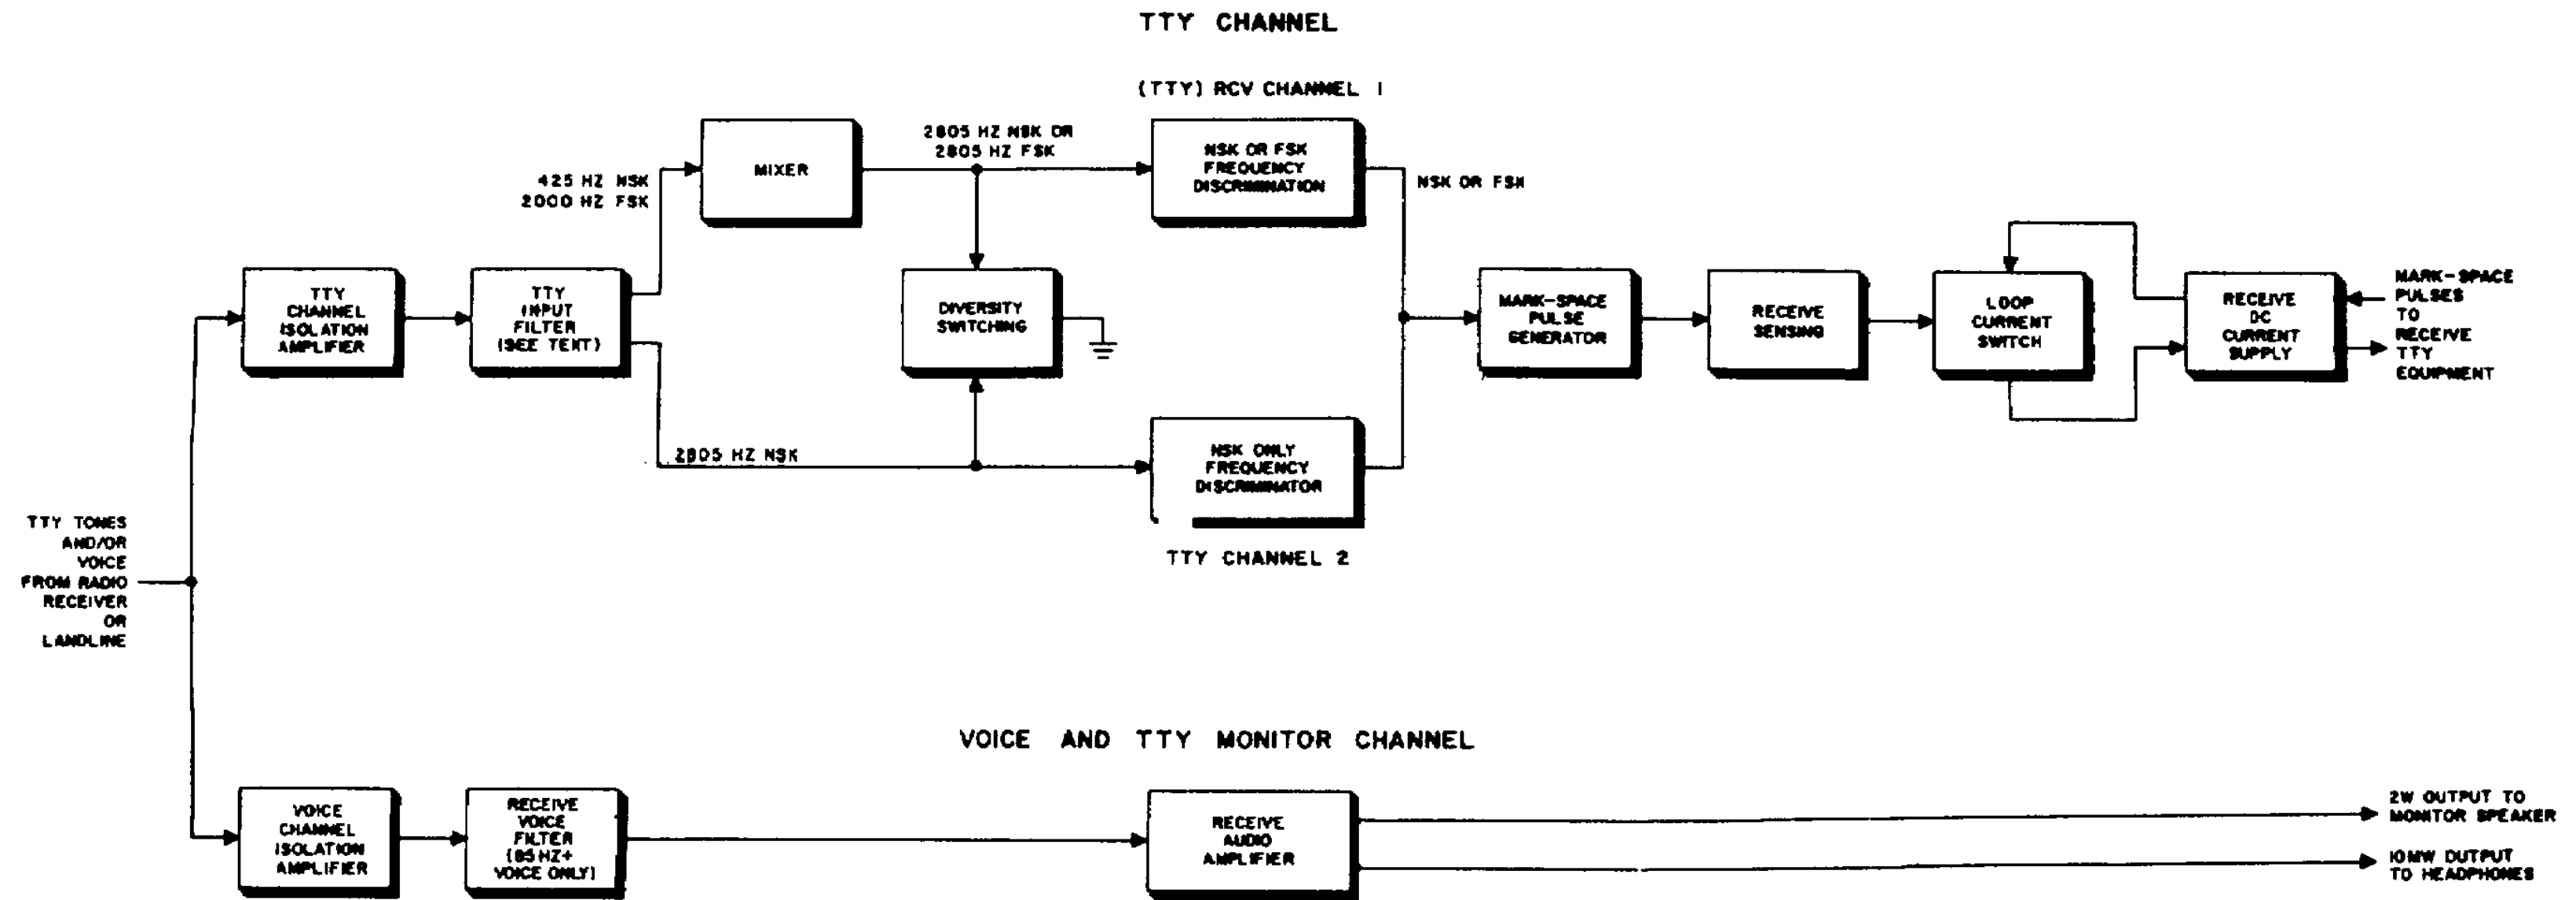 TTY CHANNEL
(TTY) RCV CHANNEL 1
MIXER
2805 HZ NSK OR
2805 HZ FSK
NSK OR FSK
FREQUENCY
DISCRIMINATION
425 HZ NSK
2000 HZ FSK
NSK OR FSK
TTY
CHANNEL
ISOLATION
AMPLIFIER
TTY
INPUT
FILTER
(SEE TEXT)
DIVERSITY
SWITCHING
MARK-SPACE
PULSE
GENERATOR
RECEIVE
SENSING
LOOP
CURRENT
SWITCH
RECEIVE
DC
CURRENT
SUPPLY
MARK-SPACE
PULSES
TO
RECEIVE
TTY
EQUIPMENT
2805 HZ NSK
NSK ONLY
FREQUENCY
DISCRIMINATOR
TTY CHANNEL 2
TTY TONES
AND/OR
VOICE
FROM RADIO
RECEIVER
OR
LANDLINE
VOICE AND TTY MONITOR CHANNEL
VOICE
CHANNEL
ISOLATION
AMPLIFIER
RECEIVE
VOICE
FILTER
(85 HZ+
VOICE ONLY)
RECEIVE
AUDIO
AMPLIFIER
2W OUTPUT TO
MONITOR SPEAKER
10MW OUTPUT
TO HEADPHONES